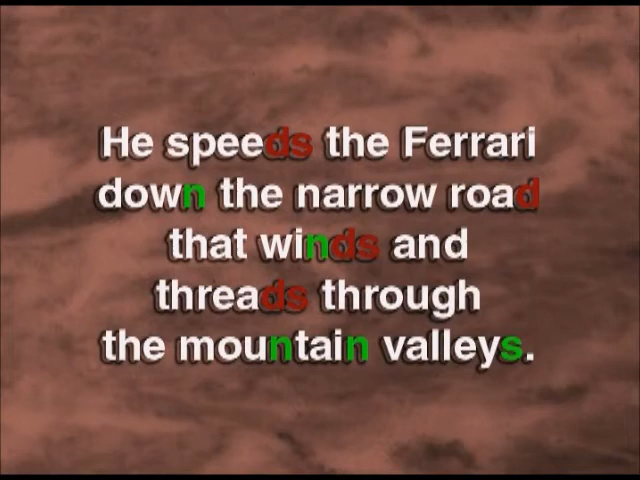 He speeds the Ferrari
down the narrow road
that winds and
threads through
the mountain valleys.